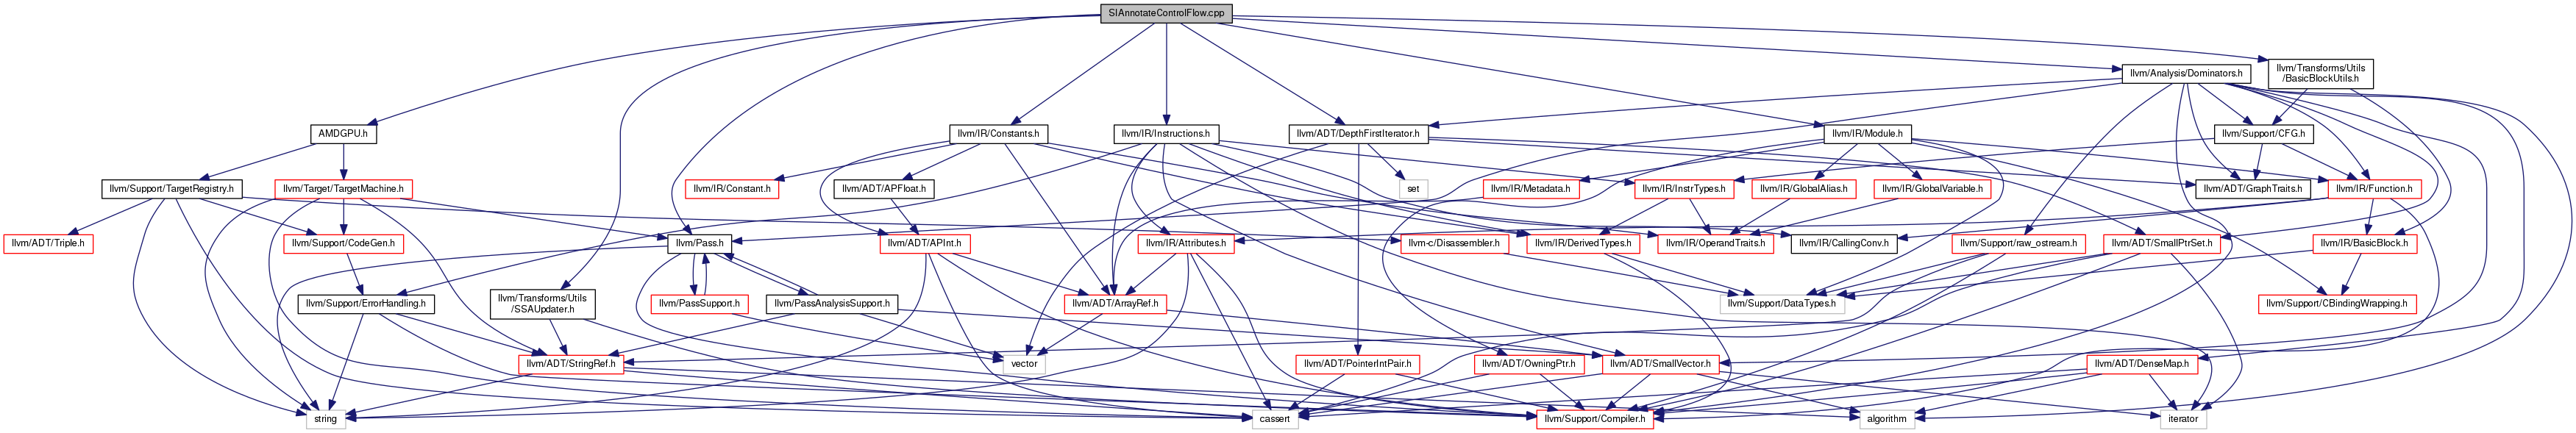 SIAnnotateControlFlow.cpp
llvm/Transforms/Utils
/BasicBlockUtils.h
llvm/Analysis/Dominators.h
AMDGPU.h
llvm/IR/Constants.h
llvm/IR/Instructions.h
llvm/ADT/DepthFirstIterator.h
llvm/IR/Module.h
llvm/Support/CFG.h
llvm/Support/TargetRegistry.h
llvm/Target/TargetMachine.h
llvm/IR/Constant.h
llvm/ADT/APFloat.h
set
llvm/IR/Metadata.h
llvm/IR/InstrTypes.h
llvm/IR/GlobalAlias.h
llvm/IR/GlobalVariable.h
llvm/ADT/GraphTraits.h
llvm/IR/Function.h
llvm/ADT/Triple.h
llvm/Support/CodeGen.h
llvm/Pass.h
llvm/ADT/APInt.h
llvm/IR/Attributes.h
llvm-c/Disassembler.h
llvm/IR/DerivedTypes.h
llvm/IR/OperandTraits.h
llvm/IR/CallingConv.h
llvm/Support/raw_ostream.h
llvm/ADT/SmallPtrSet.h
llvm/IR/BasicBlock.h
llvm/Support/ErrorHandling.h
llvm/Transforms/Utils
/SSAUpdater.h
llvm/PassSupport.h
llvm/PassAnalysisSupport.h
llvm/ADT/ArrayRef.h
llvm/Support/DataTypes.h
llvm/Support/CBindingWrapping.h
llvm/ADT/StringRef.h
vector
llvm/ADT/PointerIntPair.h
llvm/ADT/OwningPtr.h
llvm/ADT/SmallVector.h
llvm/ADT/DenseMap.h
string
cassert
llvm/Support/Compiler.h
algorithm
iterator